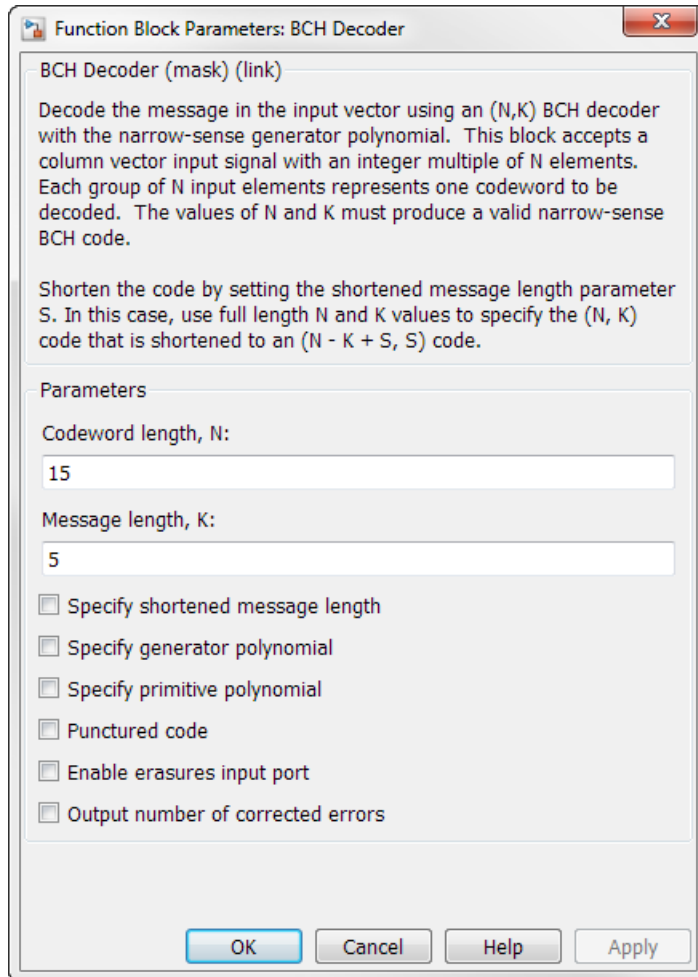 Function Block Parameters: BCH Decoder
BCH Decoder (mask) (link)
Decode the message in the input vector using an (N,K) BCH decoder
with the narrow-sense generator polynomial.  This block accepts a
column vector input signal with an integer multiple of N elements.
Each group of N input elements represents one codeword to be
decoded.  The values of N and K must produce a valid narrow-sense
BCH code.
Shorten the code by setting the shortened message length parameter
S. In this case, use full length N and K values to specify the (N, K)
code that is shortened to an (N - K + S, S) code.
Parameters
Codeword length, N:
15
Message length, K:
5
Specify shortened message length
Specify generator polynomial
Specify primitive polynomial
Punctured code
Enable erasures input port
Output number of corrected errors
OK Cancel Help Apply